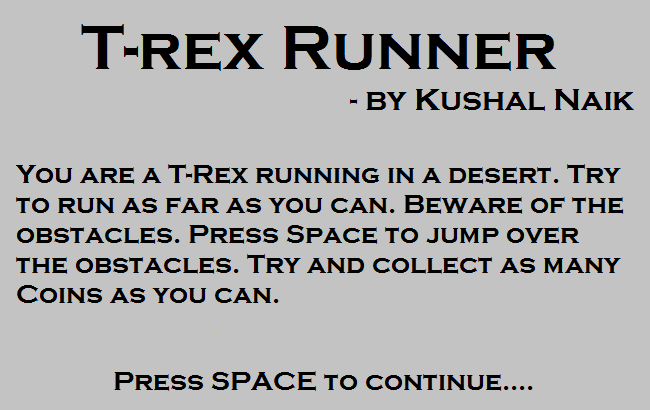 T-rex Runner
- by Kushal Naik
You are a T-Rex running in a desert. Try
to run as far as you can. Beware of the
obstacles. Press Space to jump over
the obstacles. Try and collect as many
Coins as you can.
Press SPACE to continue....